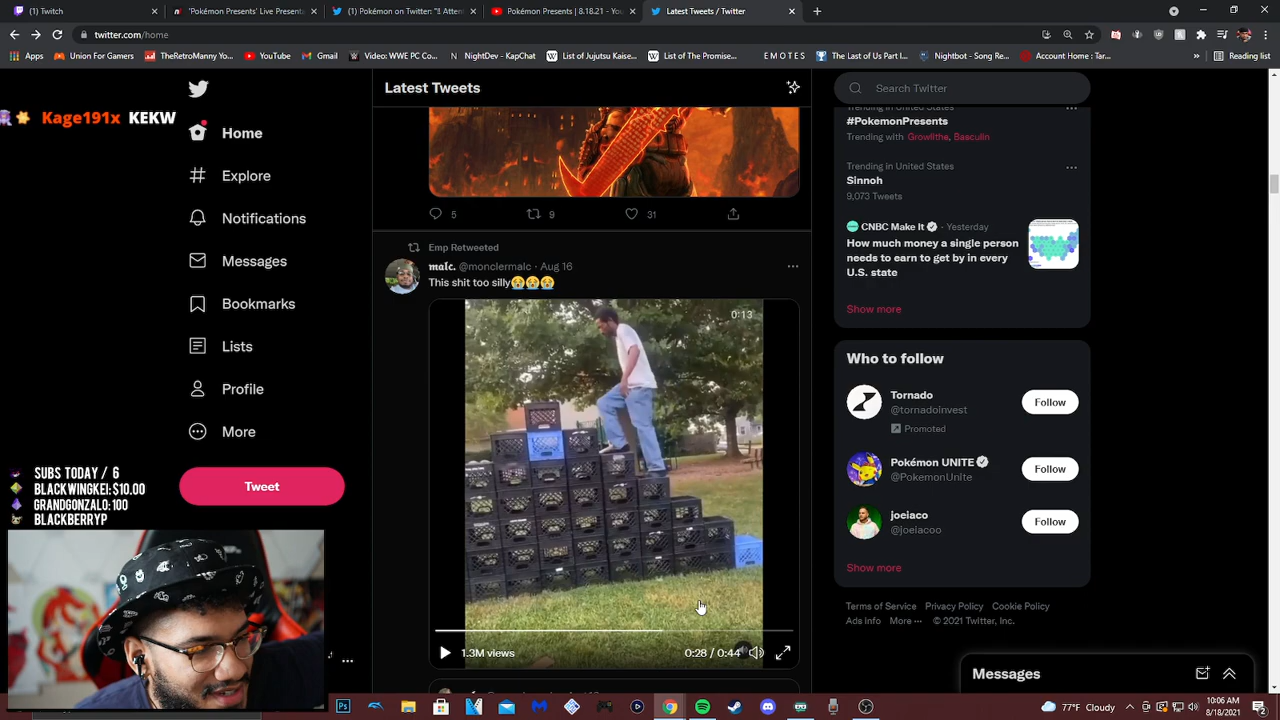 (1) Twitch
'Pokémon Presents' Live Presenta
(1) Pokémon on Twitter: "‼ Attent
Pokémon Presents | 8.18.21 - You
Latest Tweets / Twitter
twitter.com/home
Apps
Union For Gamers
TheRetroManny Yo...
YouTube
Gmail
Video: WWE PC Co...
NightDev - KapChat
List of Jujutsu Kaise...
List of The Promise...
E M O T E S
The Last of Us Part I...
Nightbot - Song Re...
Account Home : Tar...
»
Reading list
Kage191x KEKW
Home
Explore
Notifications
Messages
Bookmarks
Lists
Profile
More
Tweet
SUBS TODAY / 6
BLACKWINGKEI: $10.00
GRANDGONZALO: 100
BLACKBERRYP
Latest Tweets
5
9
31
Emp Retweeted
malc. @monclermalc · Aug 16
This shit too silly😭😭😭
0:13
1.3M views
0:28 / 0:44
Search Twitter
Trending in United States
#PokemonPresents
Trending with Growlithe, Basculin
Trending in United States
Sinnoh
9,073 Tweets
CNBC Make It · Yesterday
How much money a single person
needs to earn to get by in every
U.S. state
Show more
Who to follow
Tornado
@tornadoinvest
Promoted
Follow
Pokémon UNITE
@PokemonUnite
Follow
joeiaco
@joeiacoo
Follow
Show more
Terms of Service Privacy Policy Cookie Policy
Ads info More ··· © 2021 Twitter, Inc.
Messages
77°F Cloudy
10:06 AM
8/18/2021